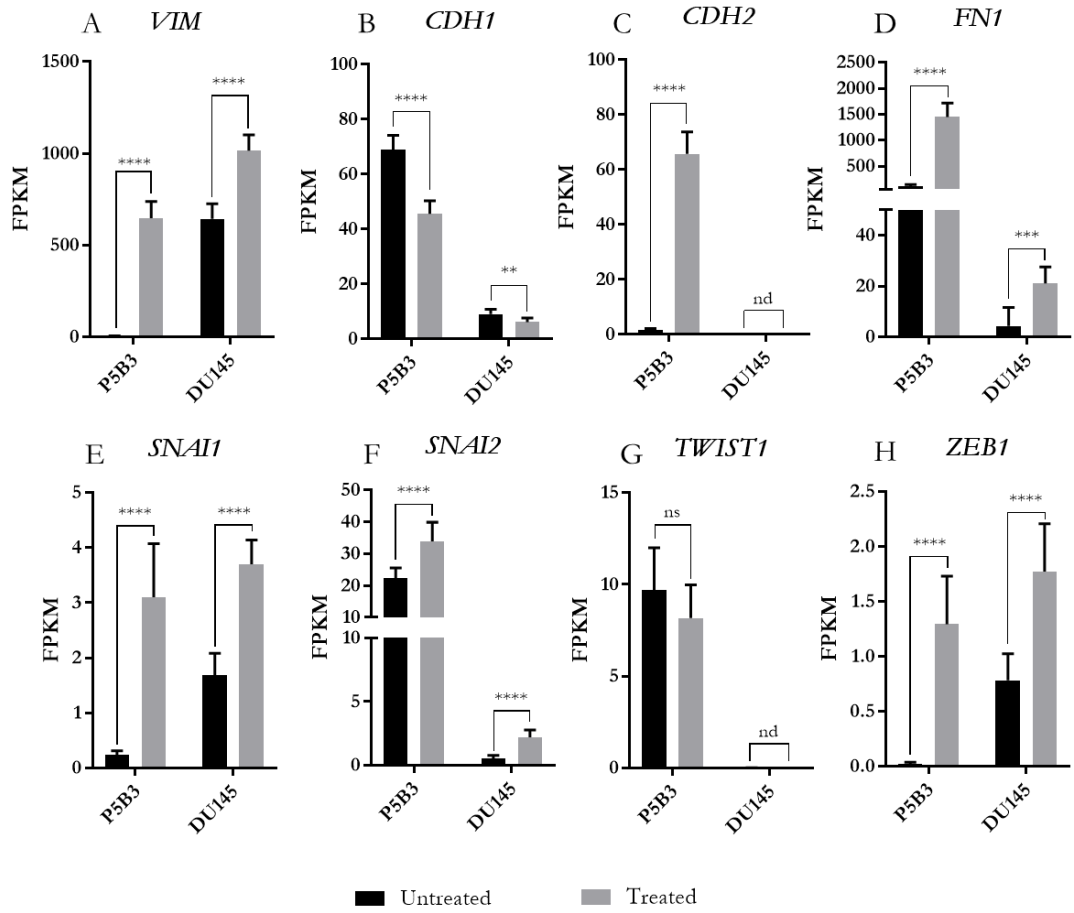 A VIM
FPKM
1500
1000
500
0
****
****
P5B3
DU145
B CDH1
FPKM
100
80
60
40
20
0
****
**
P5B3
DU145
C CDH2
FPKM
100
80
60
40
20
0
****
nd
P5B3
DU145
D FN1
FPKM
2500
2000
1500
1000
500
40
20
0
****
***
P5B3
DU145
E SNAI1
FPKM
5
4
3
2
1
0
****
****
P5B3
DU145
F SNAI2
FPKM
50
40
30
20
10
10
5
0
****
****
P5B3
DU145
G TWIST1
FPKM
15
10
5
0
ns
nd
P5B3
DU145
H ZEB1
FPKM
2.5
2.0
1.5
1.0
0.5
0.0
****
****
P5B3
DU145
Untreated Treated